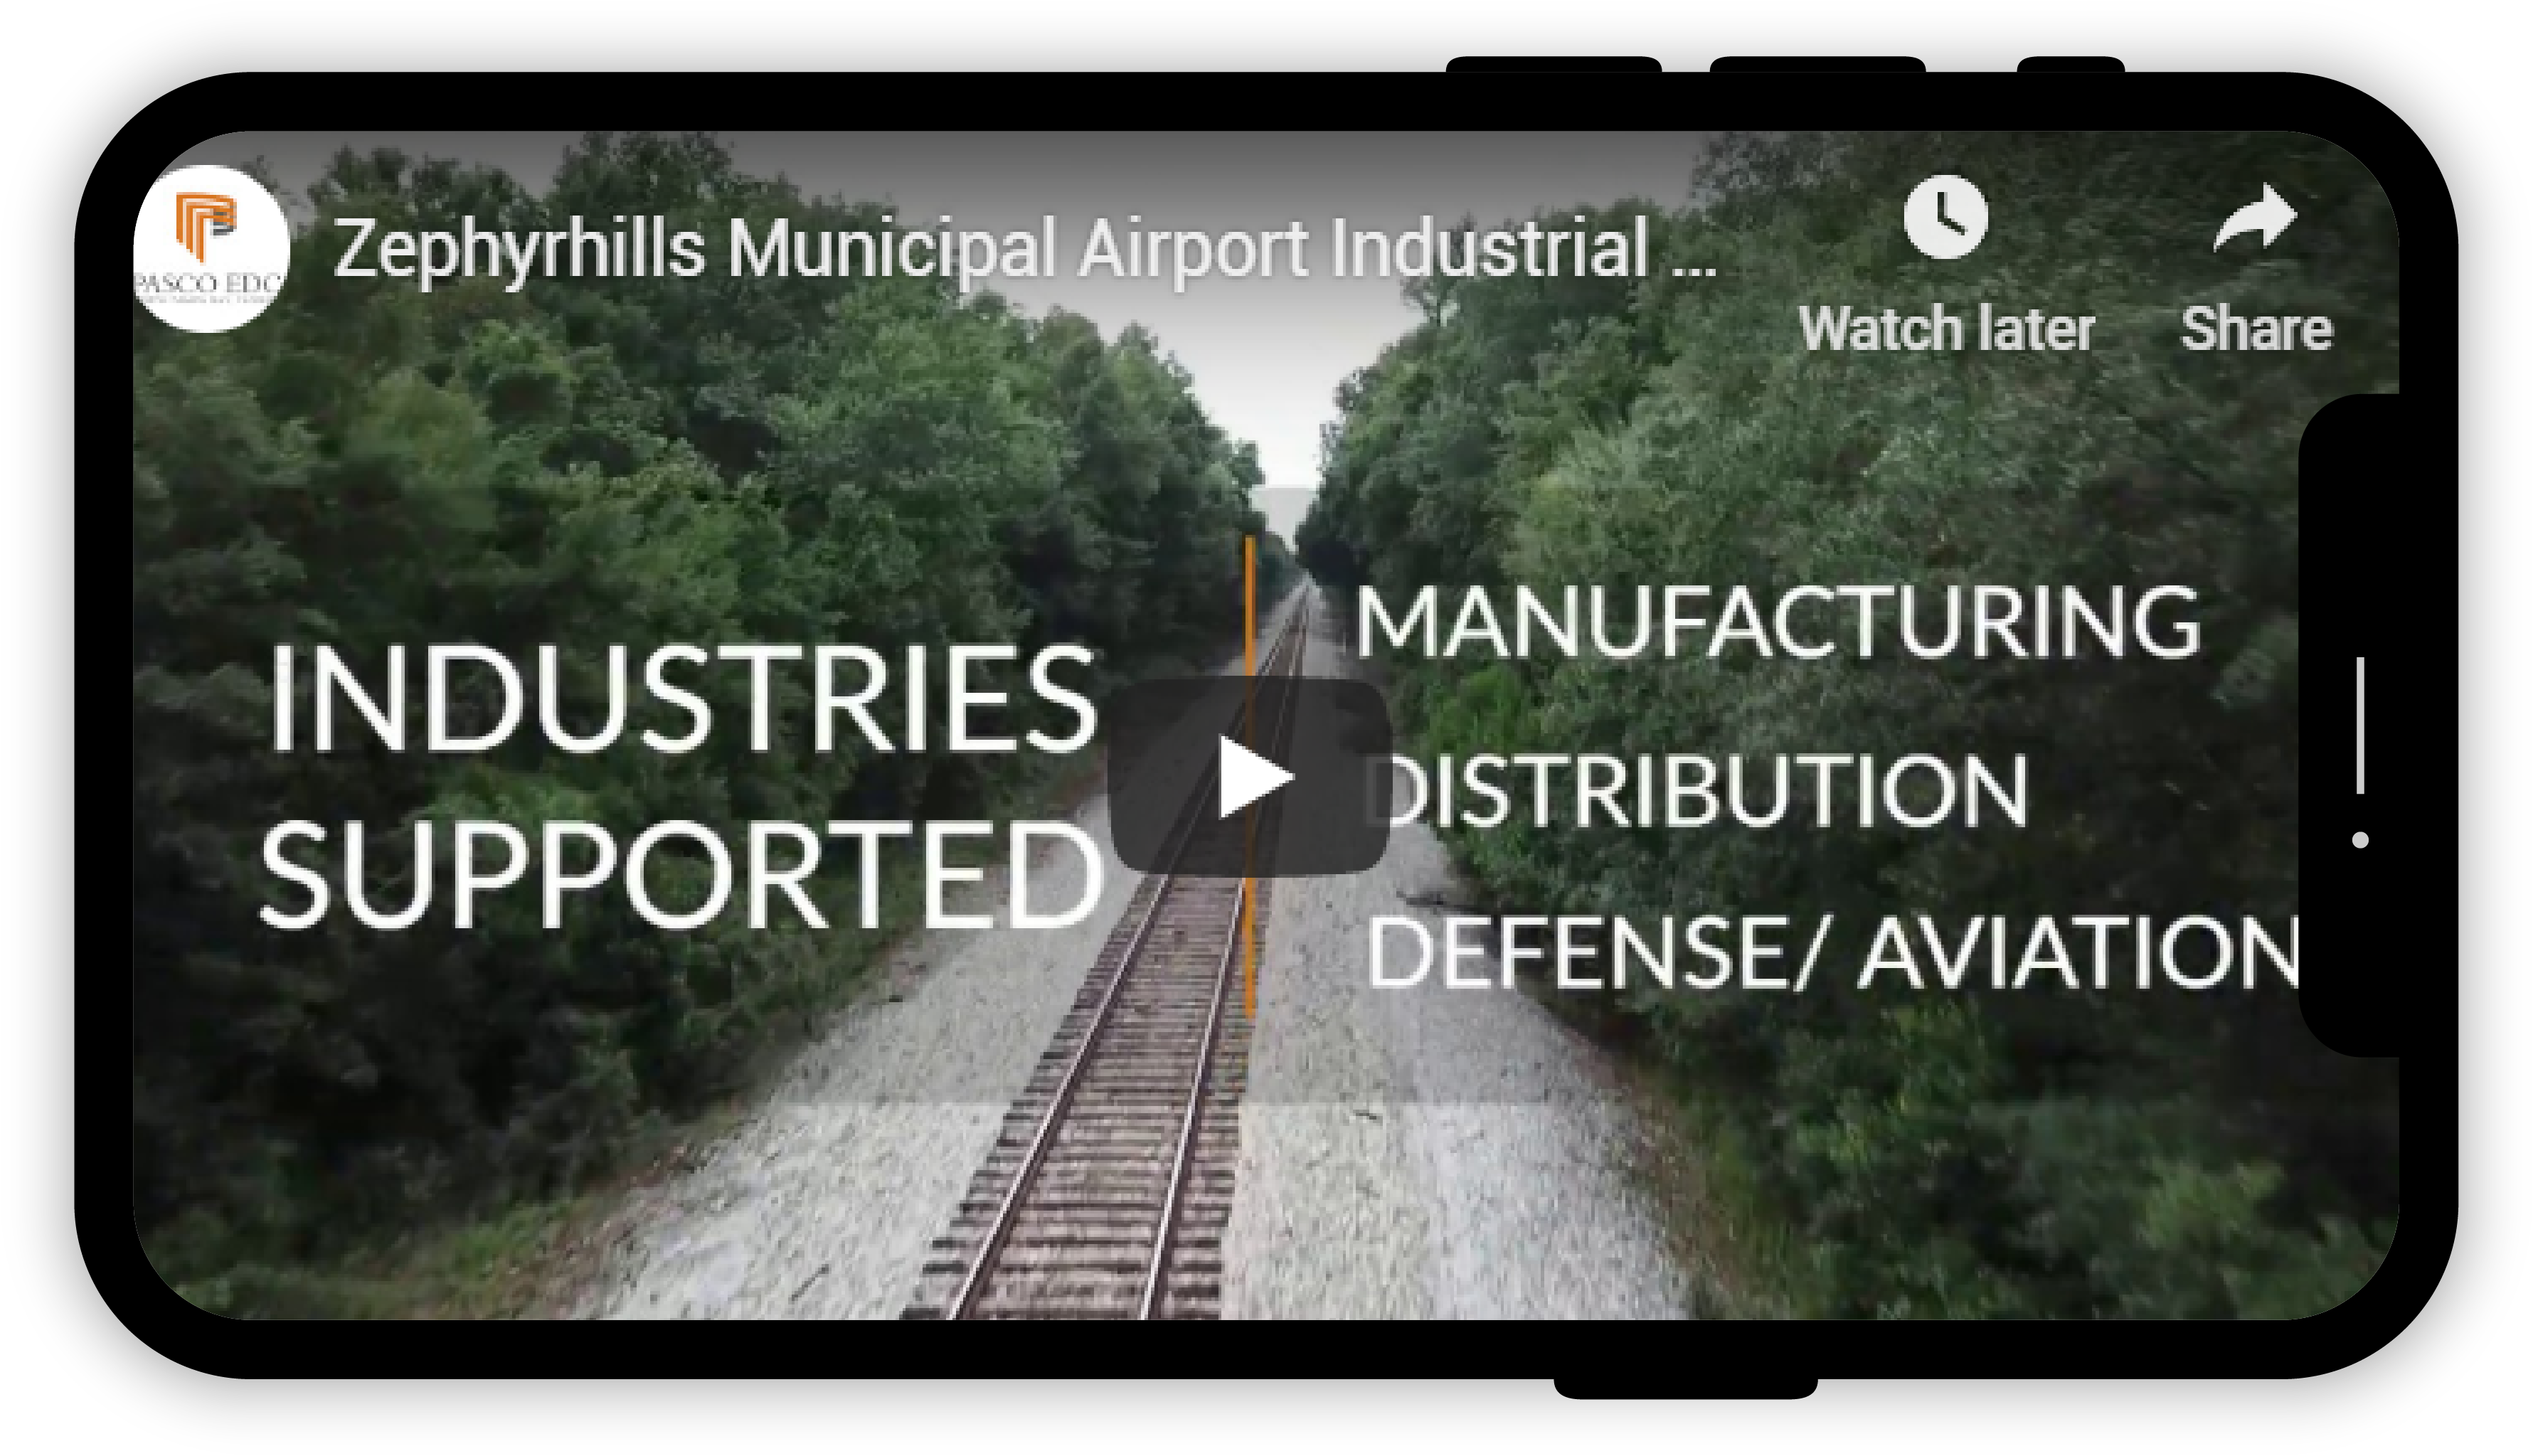 Zephyrhills Municipal Airport Industrial ...
Watch later
Share
PASCO EDC
INDUSTRIES
SUPPORTED
MANUFACTURING
DISTRIBUTION
DEFENSE/ AVIATION